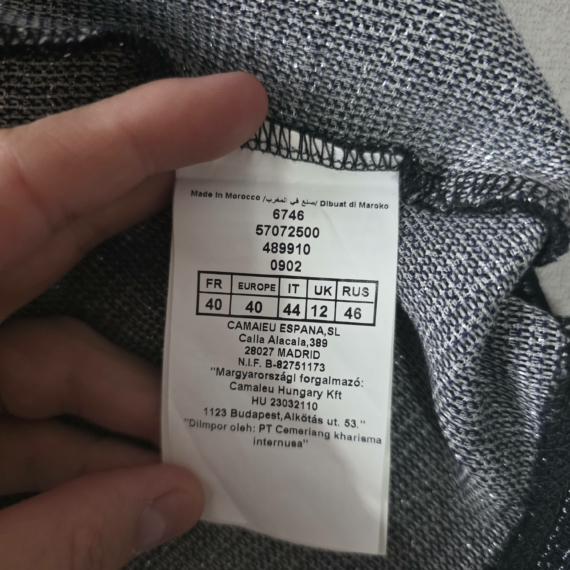 Made in Morocco /صنع في المغرب/ Dibuat di Maroko
6746
57072500
489910
0902
FR EUROPE IT UK RUS
40 40 44 12 46
CAMAIEU ESPANA,SL
Calla Alacala,389
28027 MADRID
N.I.F. B-82751173
"Margyarországi forgalmazó:
Camaieu Hungary Kft
HU 23032110
1123 Budapest,Alkōtás ut. 53."
"Diimpor oleh: PT Cemerlang kharisma
internusa"